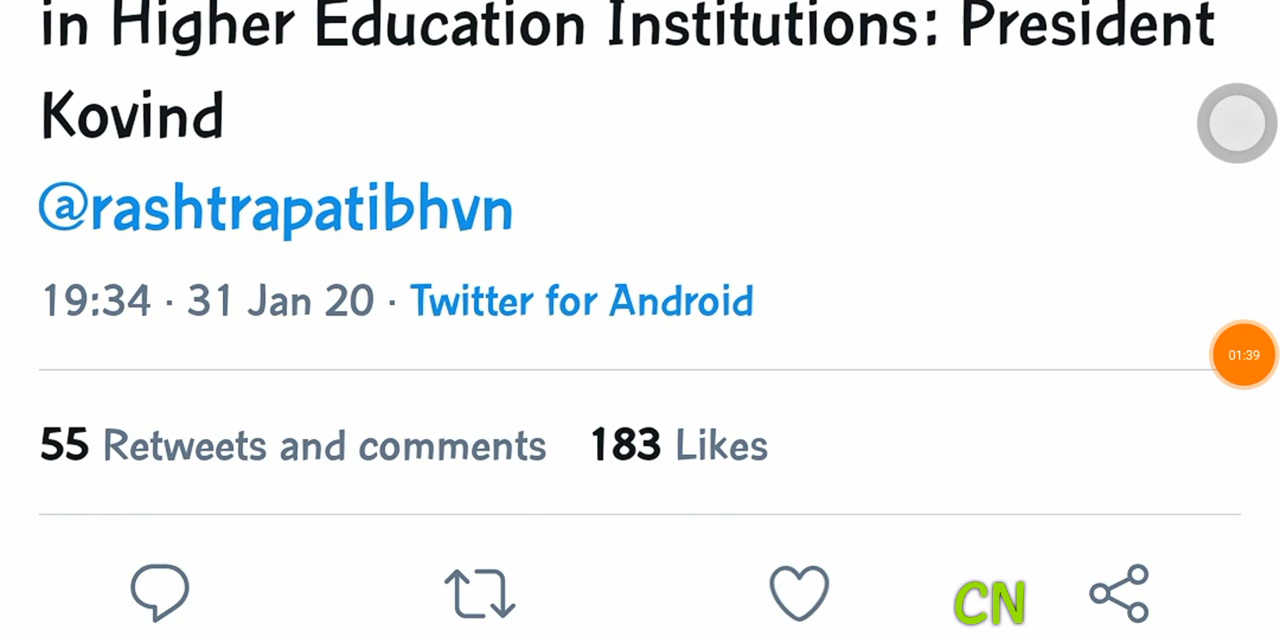 in Higher Education Institutions: President
Kovind
@rashtrapatibhvn
19:34 · 31 Jan 20 · Twitter for Android
01:39
55 Retweets and comments 183 Likes
CN